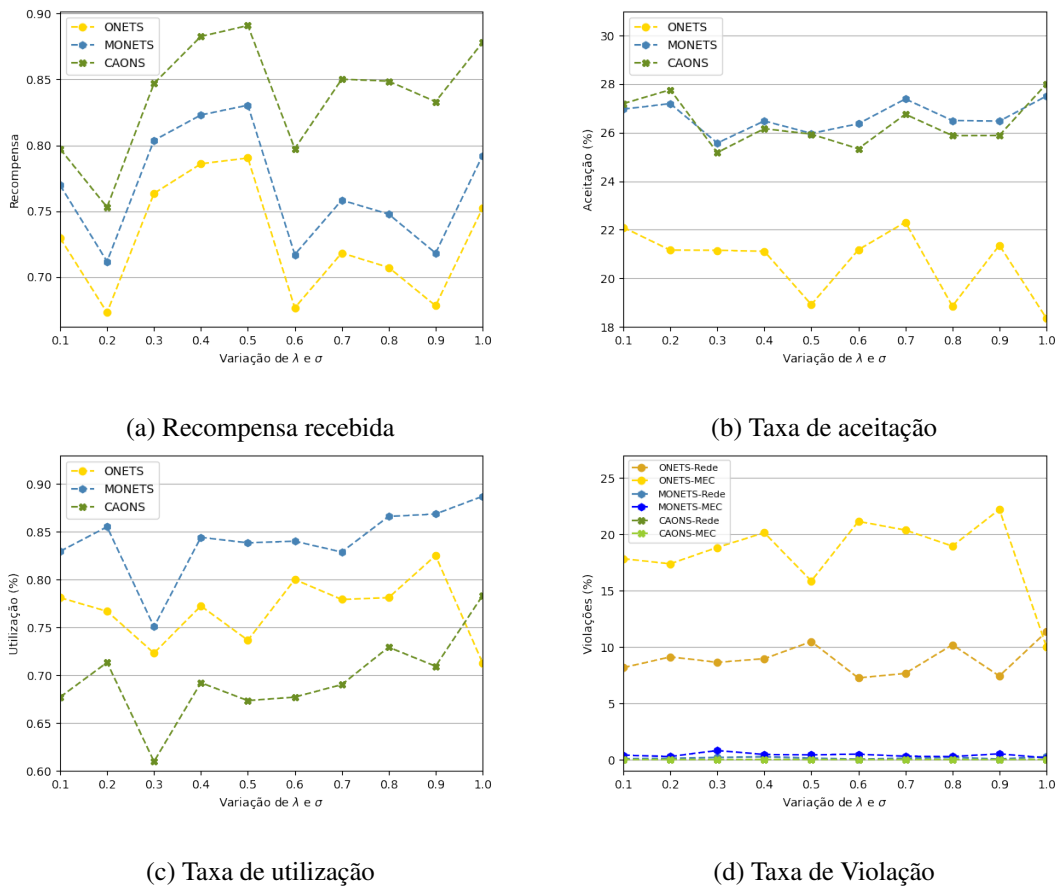 ONETS
MONETS
CAONS
0.90
0.85
0.80
0.75
0.70
Recompensa
0.1 0.2 0.3 0.4 0.5 0.6 0.7 0.8 0.9 1.0
Variação de λ e σ
(a) Recompensa recebida
ONETS
MONETS
CAONS
30
28
26
24
22
20
18
Aceitação (%)
0.1 0.2 0.3 0.4 0.5 0.6 0.7 0.8 0.9 1.0
Variação de λ e σ
(b) Taxa de aceitação
ONETS
MONETS
CAONS
0.90
0.85
0.80
0.75
0.70
0.65
0.60
Utilização (%)
0.1 0.2 0.3 0.4 0.5 0.6 0.7 0.8 0.9 1.0
Variação de λ e σ
(c) Taxa de utilização
ONETS-Rede
ONETS-MEC
MONETS-Rede
MONETS-MEC
CAONS-Rede
CAONS-MEC
25
20
15
10
5
0
Violações (%)
0.1 0.2 0.3 0.4 0.5 0.6 0.7 0.8 0.9 1.0
Variação de λ e σ
(d) Taxa de Violação